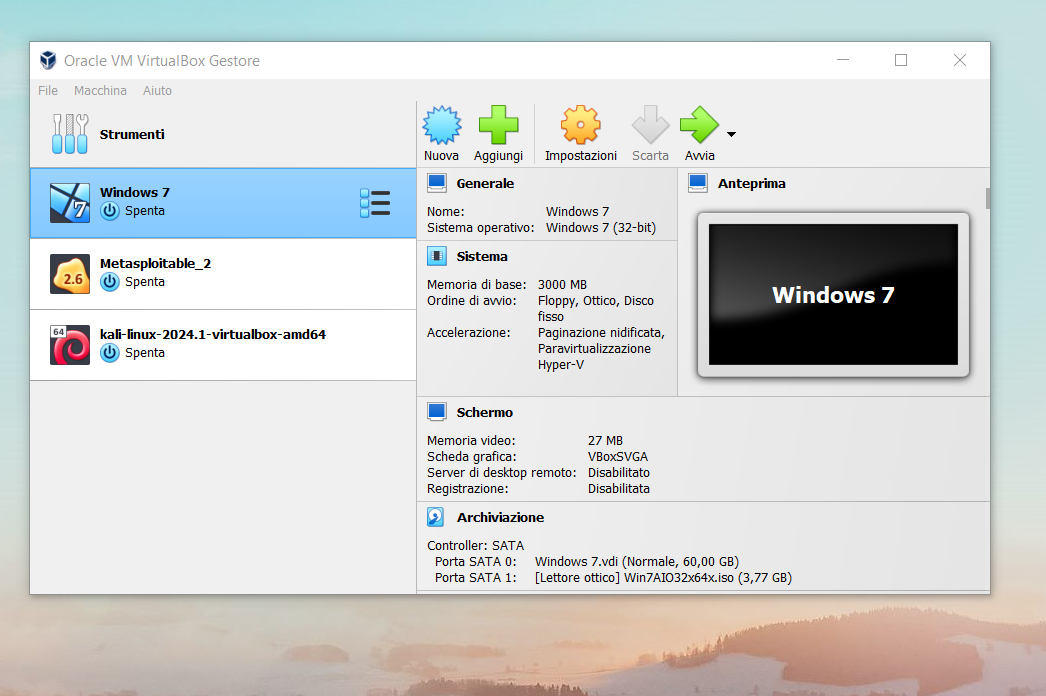 Oracle VM VirtualBox Gestore
File Macchina Aiuto
Strumenti
Nuova Aggiungi Impostazioni Scarta Avvia
7
Windows 7
Spenta
2.6
Metasploitable_2
Spenta
64
kali-linux-2024.1-virtualbox-amd64
Spenta
Generale
Nome: Windows 7
Sistema operativo: Windows 7 (32-bit)
Sistema
Memoria di base: 3000 MB
Ordine di avvio: Floppy, Ottico, Disco
fisso
Accelerazione: Paginazione nidificata,
Paravirtualizzazione
Hyper-V
Anteprima
Windows 7
Schermo
Memoria video: 27 MB
Scheda grafica: VBoxSVGA
Server di desktop remoto: Disabilitato
Registrazione: Disabilitata
Archiviazione
Controller: SATA
Porta SATA 0: Windows 7.vdi (Normale, 60,00 GB)
Porta SATA 1: [Lettore ottico] Win7AIO32x64x.iso (3,77 GB)